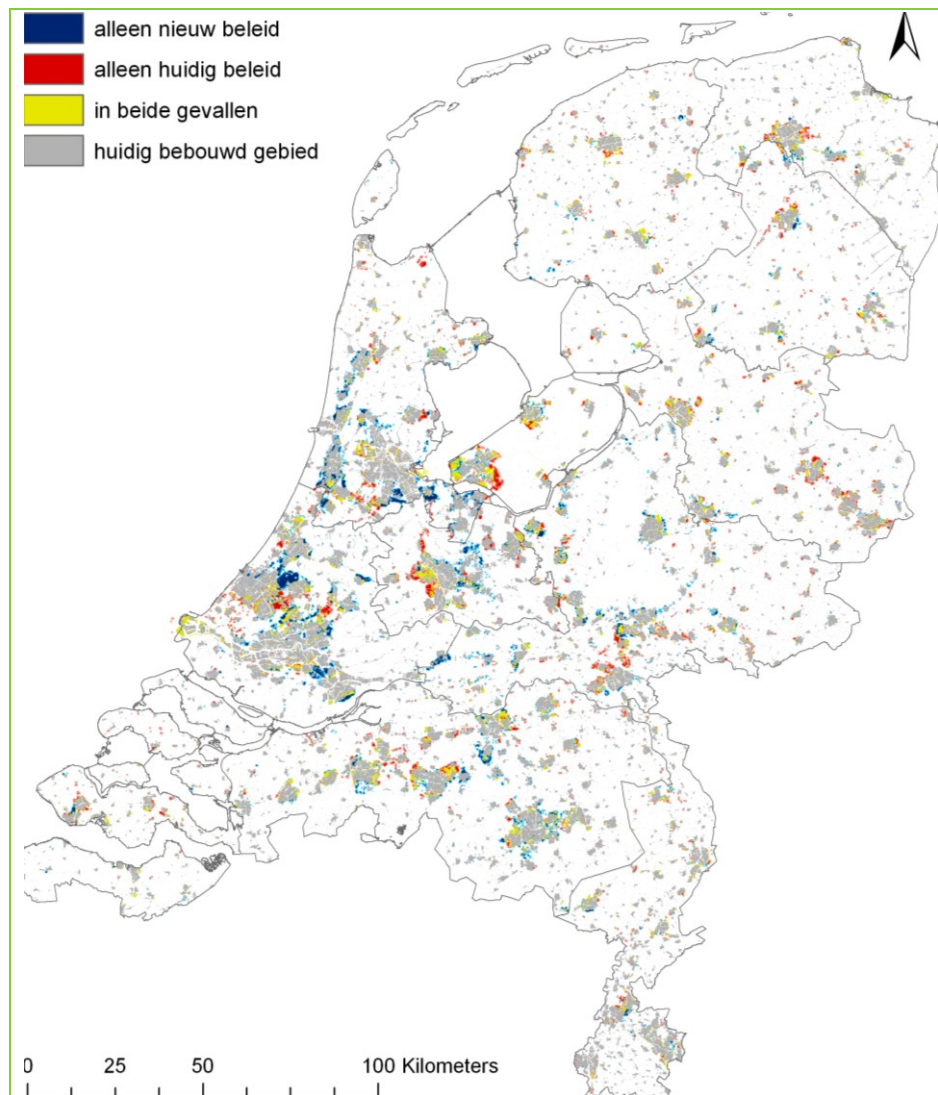 alleen nieuw beleid
alleen huidig beleid
in beide gevallen
huidig bebouwd gebied
0 25 50 100 Kilometers